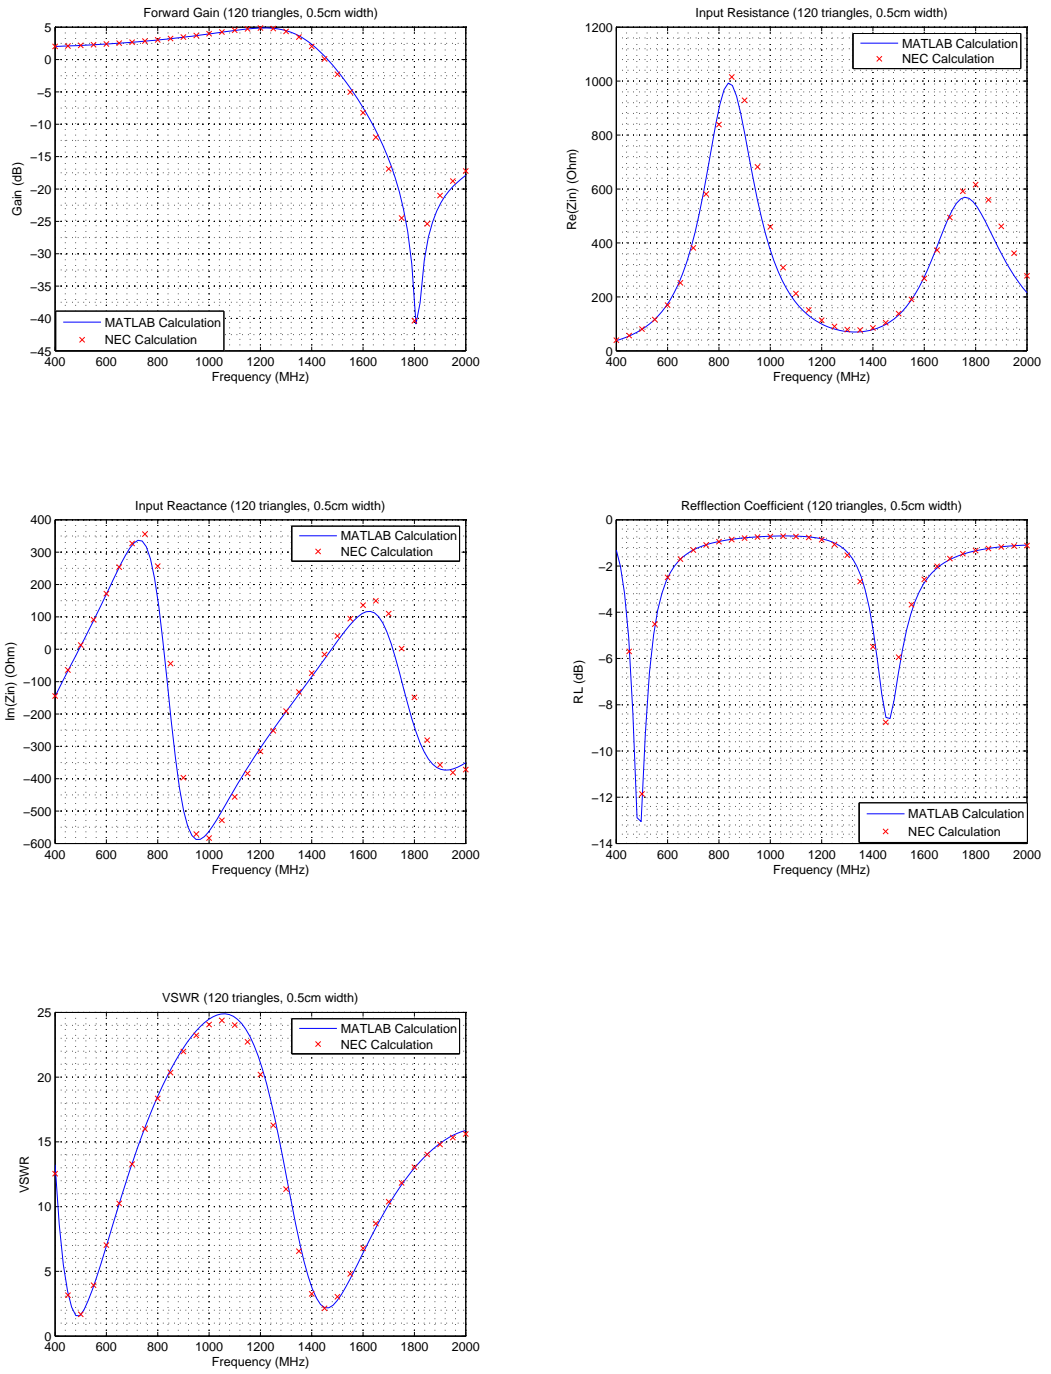 Forward Gain (120 triangles, 0.5cm width)
5
0
−5
−10
−15
−20
−25
−30
−35
−40
−45
Gain (dB)
MATLAB Calculation
NEC Calculation
400 600 800 1000 1200 1400 1600 1800 2000
Frequency (MHz)
Input Resistance (120 triangles, 0.5cm width)
1200
1000
800
600
400
200
0
Re(Zin) (Ohm)
MATLAB Calculation
NEC Calculation
400 600 800 1000 1200 1400 1600 1800 2000
Frequency (MHz)
Input Reactance (120 triangles, 0.5cm width)
400
300
200
100
0
−100
−200
−300
−400
−500
−600
Im(Zin) (Ohm)
MATLAB Calculation
NEC Calculation
400 600 800 1000 1200 1400 1600 1800 2000
Frequency (MHz)
Refflection Coefficient (120 triangles, 0.5cm width)
0
−2
−4
−6
−8
−10
−12
−14
RL (dB)
MATLAB Calculation
NEC Calculation
400 600 800 1000 1200 1400 1600 1800 2000
Frequency (MHz)
VSWR (120 triangles, 0.5cm width)
25
20
15
10
5
0
VSWR
MATLAB Calculation
NEC Calculation
400 600 800 1000 1200 1400 1600 1800 2000
Frequency (MHz)